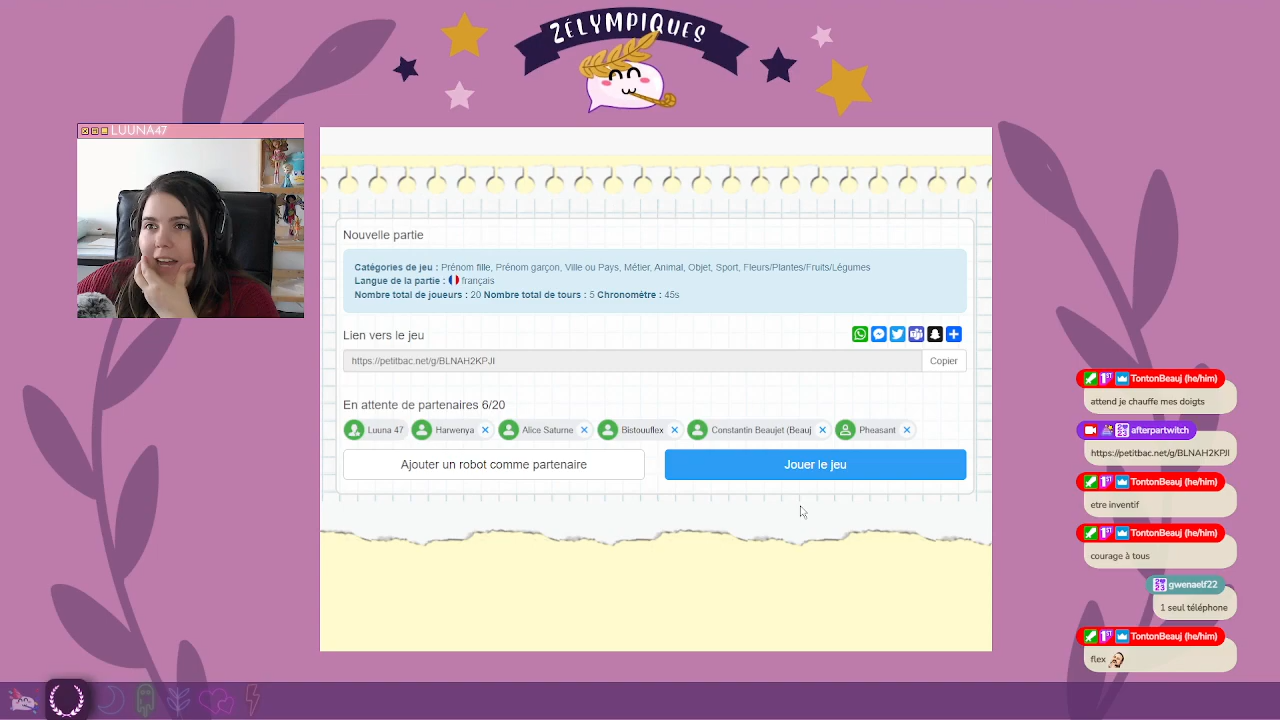 ZÉLYMPIQUES
LUUNA47
Nouvelle partie
Catégories de jeu : Prénom fille, Prénom garçon, Ville ou Pays, Métier, Animal, Objet, Sport, Fleurs/Plantes/Fruits/Légumes
Langue de la partie : français
Nombre total de joueurs : 20 Nombre total de tours : 5 Chronomètre : 45s
Lien vers le jeu
https://petitbac.net/g/BLNAH2KPJI
Copier
En attente de partenaires 6/20
Luuna 47 Harwenya Alice Saturne Bistouuflex Constantin Beaujet (Beauj Pheasant
Ajouter un robot comme partenaire
Jouer le jeu
TontonBeauj (he/him)
attend je chauffe mes doigts
afterpartwitch
https://petitbac.net/g/BLNAH2KPJI
TontonBeauj (he/him)
etre inventif
TontonBeauj (he/him)
courage à tous
gwenaelf22
1 seul téléphone
TontonBeauj (he/him)
flex